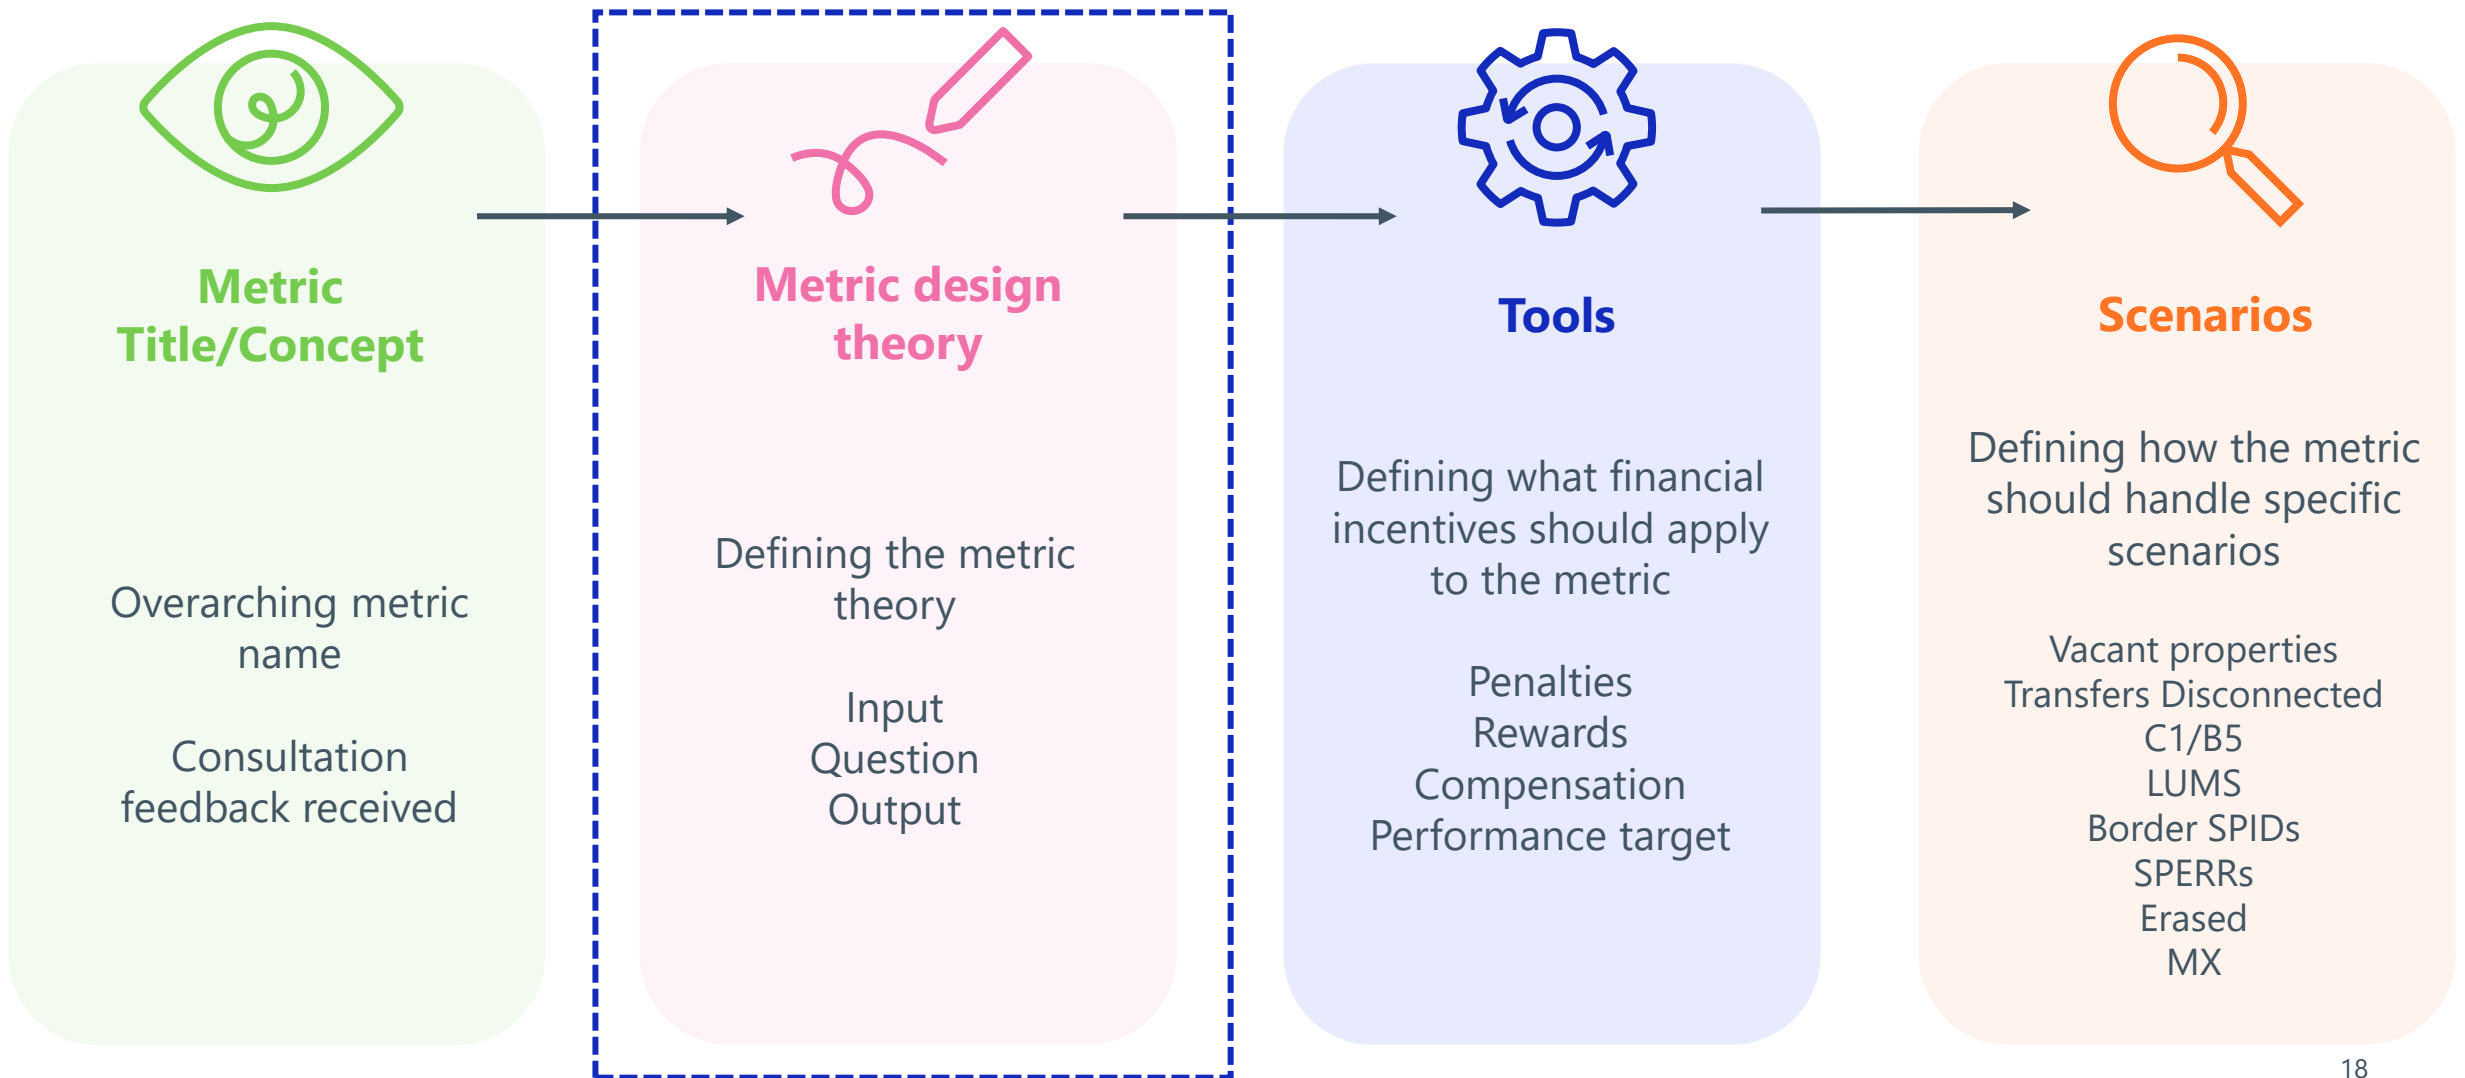 Metric
Title/Concept
Overarching metric
name
Consultation
feedback received
Metric design
theory
Defining the metric
theory
Input
Question
Output
Tools
Defining what financial
incentives should apply
to the metric
Penalties
Rewards
Compensation
Performance target
Scenarios
Defining how the metric
should handle specific
scenarios
Vacant properties
Transfers Disconnected
C1/B5
LUMS
Border SPIDs
SPERRs
Erased
MX
18